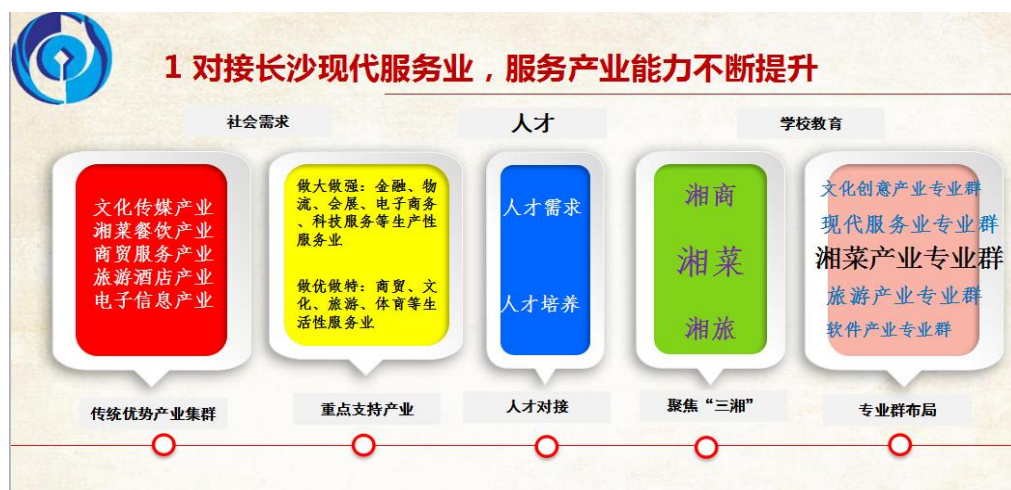 1 对接长沙现代服务业，服务产业能力不断提升
社会需求
人才
学校教育
文化传媒产业
湘菜餐饮产业
商贸服务产业
旅游酒店产业
电子信息产业
做大做强：金融、物
流、会展、电子商务
、科技服务等生产性
服务业
做优做特：商贸、文
化、旅游、体育等生
活性服务业
人才需求
人才培养
湘商
湘菜
湘旅
文化创意产业专业群
现代服务业专业群
湘菜产业专业群
旅游产业专业群
软件产业专业群
传统优势产业集群
重点支持产业
人才对接
聚焦“三湘”
专业群布局